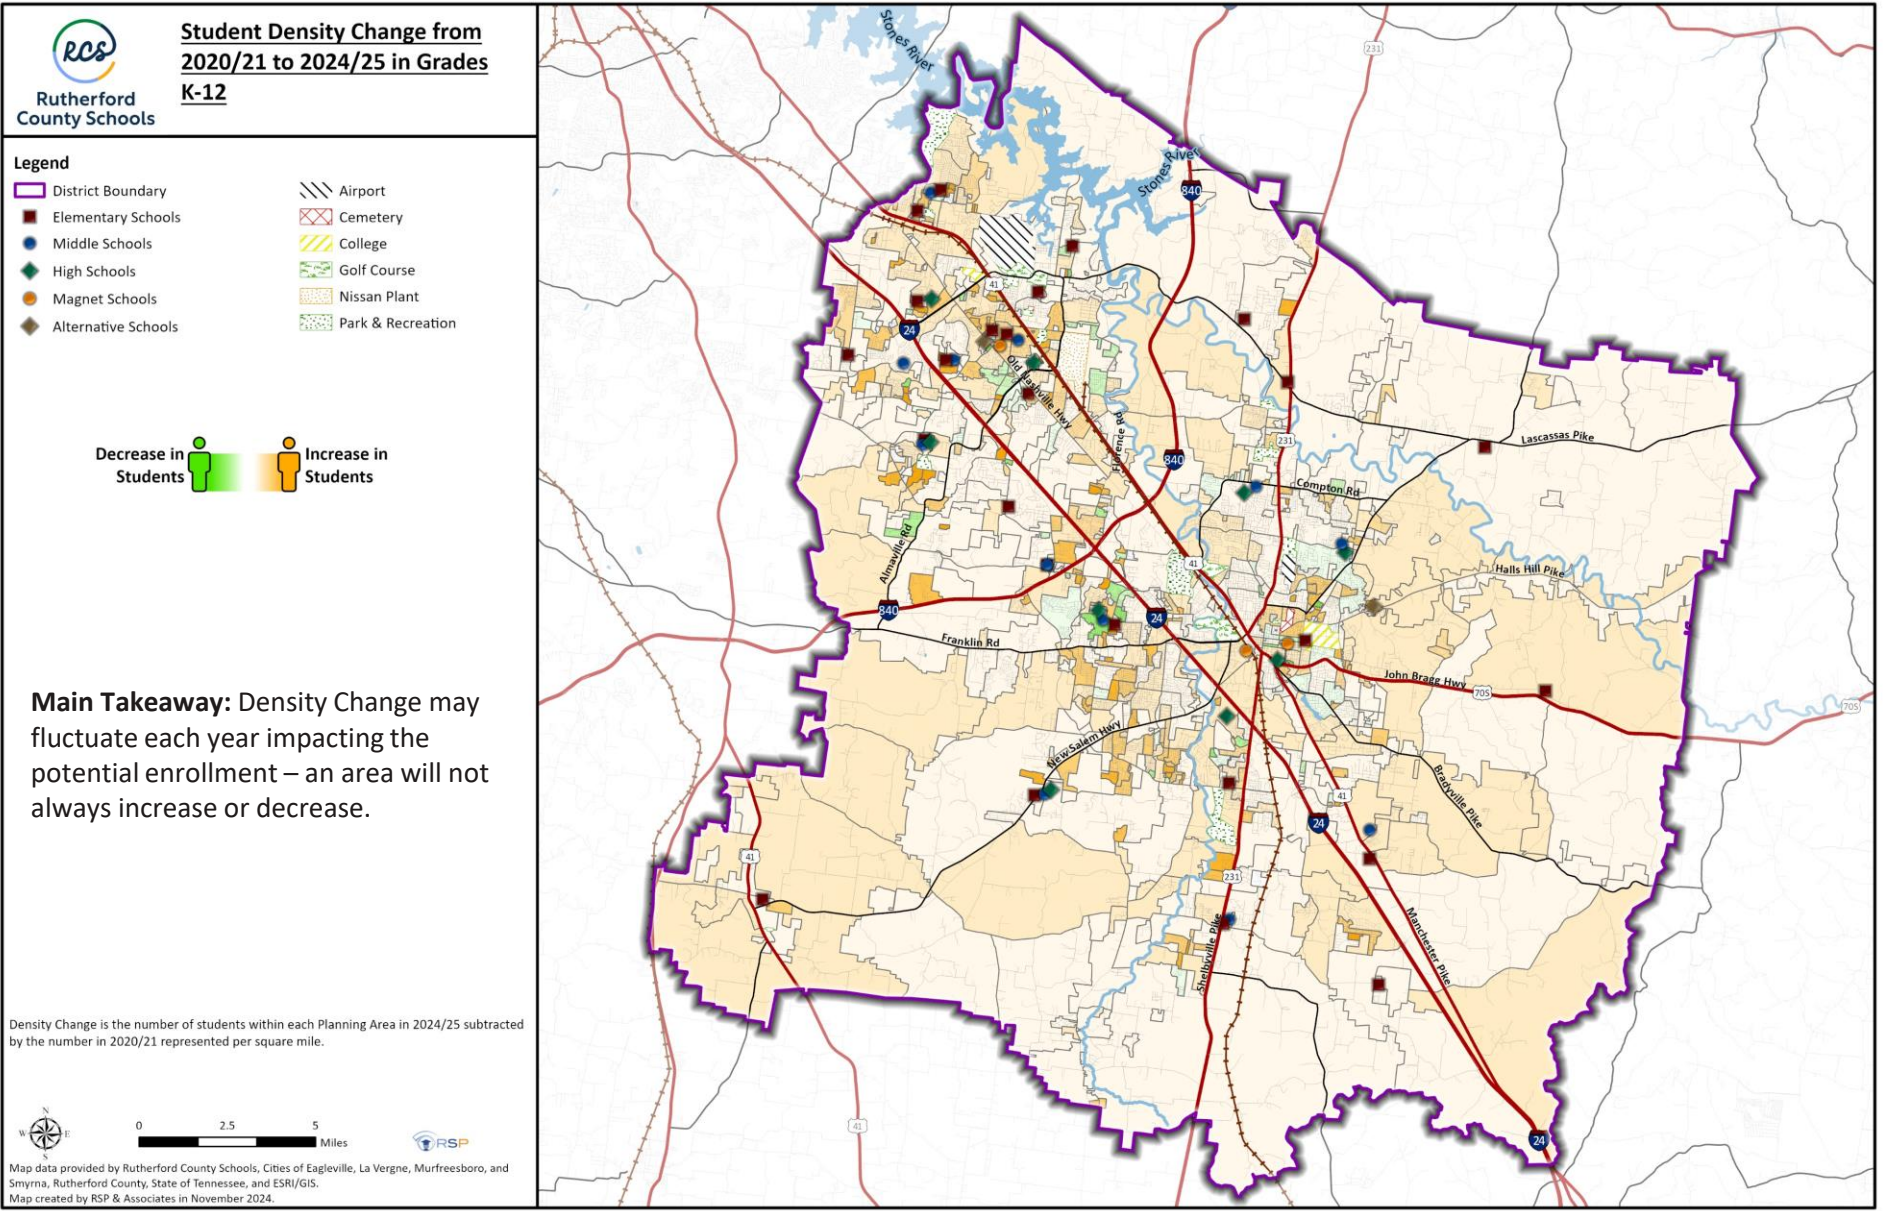 RCS
Rutherford
County Schools
Student Density Change from
2020/21 to 2024/25 in Grades
K-12
Legend
District Boundary
Elementary Schools
Middle Schools
High Schools
Magnet Schools
Alternative Schools
Airport
Cemetery
College
Golf Course
Nissan Plant
Park & Recreation
Decrease in
Students
Increase in
Students
Main Takeaway: Density Change may
fluctuate each year impacting the
potential enrollment – an area will not
always increase or decrease.
Density Change is the number of students within each Planning Area in 2024/25 subtracted
by the number in 2020/21 represented per square mile.
N
W E
S
0 2.5 5
Miles
RSP
Map data provided by Rutherford County Schools, Cities of Eagleville, La Vergne, Murfreesboro, and
Smyrna, Rutherford County, State of Tennessee, and ESRI/GIS.
Map created by RSP & Associates in November 2024.
Stones River
231
Stones River
840
41
24
Old Nashville Hwy
Florence Rd
231
Lascassas Pike
840
Compton Rd
Almaville Rd
41
Halls Hill Pike
840
24
Franklin Rd
John Bragg Hwy
70S
70S
New Salem Hwy
Bradyville Pike
41
24
41
231
Shelbyville Pike
Manchester Pike
41
24